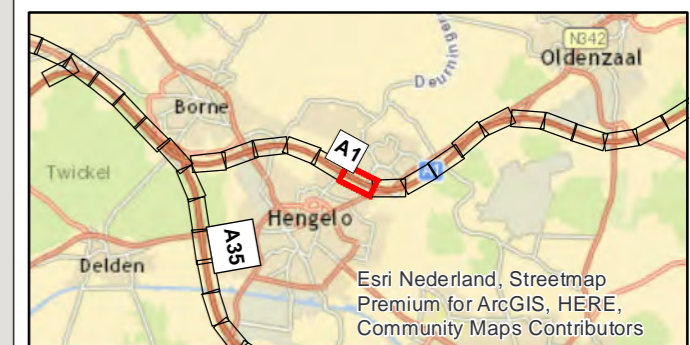 N342
Oldenzaal
Deurninger
Borne
A1
A1
Twickel
Hengelo
A35
Delden
Esri Nederland, Streetmap
Premium for ArcGIS, HERE,
Community Maps Contributors